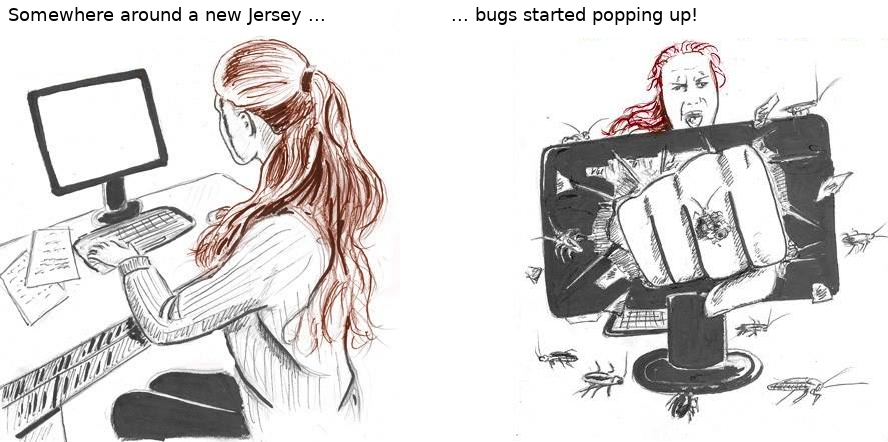 Somewhere around a new Jersey …
… bugs started popping up!